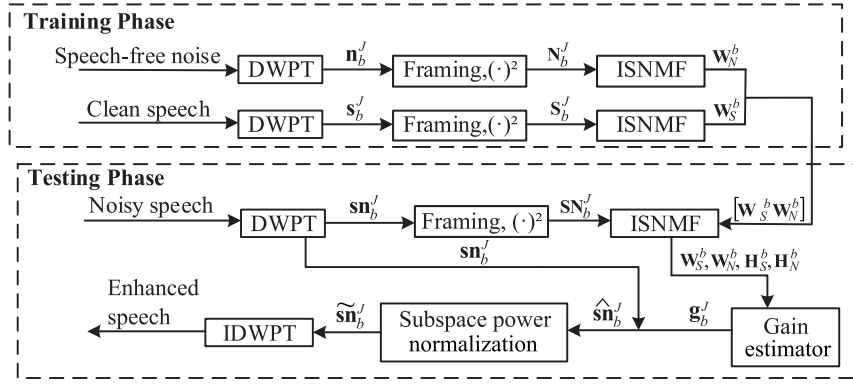 Training Phase
Speech-free noise DWPT n_b^J Framing,(·)² N_b^J ISNMF W_N^b
Clean speech DWPT s_b^J Framing,(·)² S_b^J ISNMF W_S^b
Testing Phase
Noisy speech DWPT sn_b^J Framing, (·)² SN_b^J ISNMF [W_S^b W_N^b]
sn_b^J
W_S^b, W_N^b, H_S^b, H_N^b
Enhanced speech IDWPT s̃n_b^J Subspace power normalization ŝn_b^J g_b^J Gain estimator